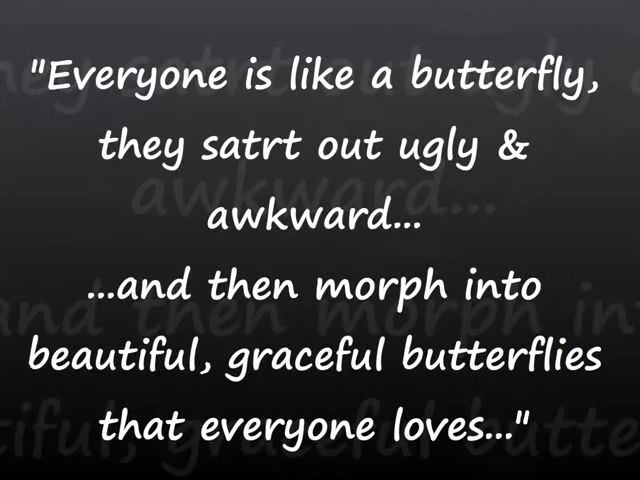 "Everyone is like a butterfly,
they satrt out ugly &
awkward...
...and then morph into
beautiful, graceful butterflies
that everyone loves..."